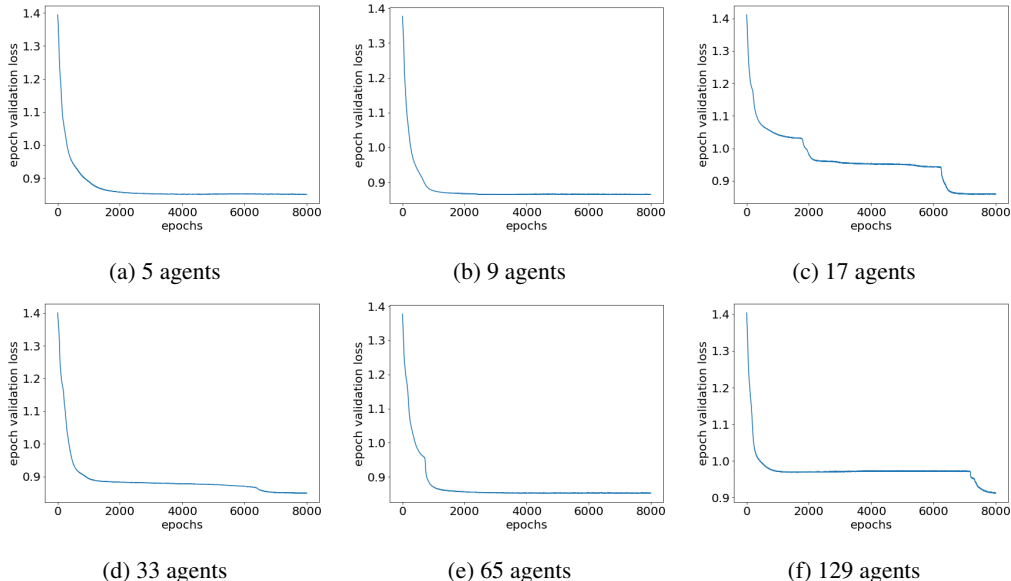 1.4
1.3
1.2
1.1
1.0
0.9
epoch validation loss
0 2000 4000 6000 8000
epochs
(a) 5 agents
1.4
1.3
1.2
1.1
1.0
0.9
epoch validation loss
0 2000 4000 6000 8000
epochs
(b) 9 agents
1.4
1.3
1.2
1.1
1.0
0.9
epoch validation loss
0 2000 4000 6000 8000
epochs
(c) 17 agents
1.4
1.3
1.2
1.1
1.0
0.9
epoch validation loss
0 2000 4000 6000 8000
epochs
(d) 33 agents
1.4
1.3
1.2
1.1
1.0
0.9
epoch validation loss
0 2000 4000 6000 8000
epochs
(e) 65 agents
1.4
1.3
1.2
1.1
1.0
0.9
epoch validation loss
0 2000 4000 6000 8000
epochs
(f) 129 agents